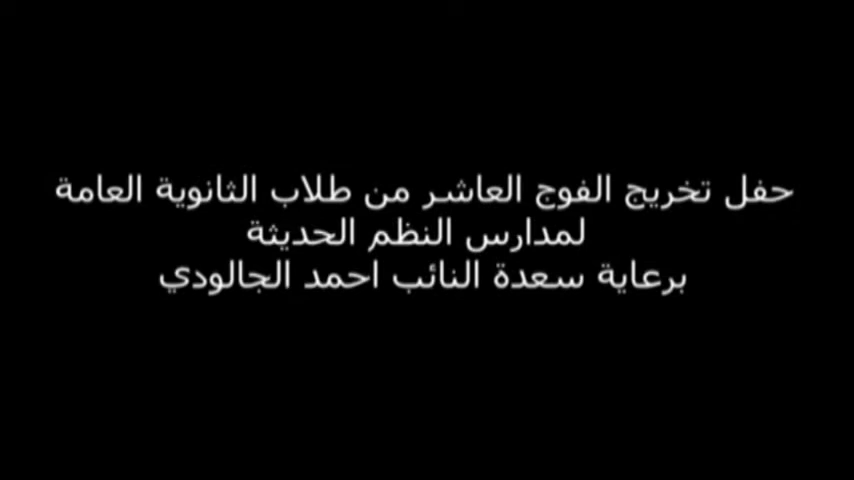 حفل تخريج الفوج العاشر من طلاب الثانوية العامة
لمدارس النظم الحديثة
برعاية سعدة النائب احمد الجالودي